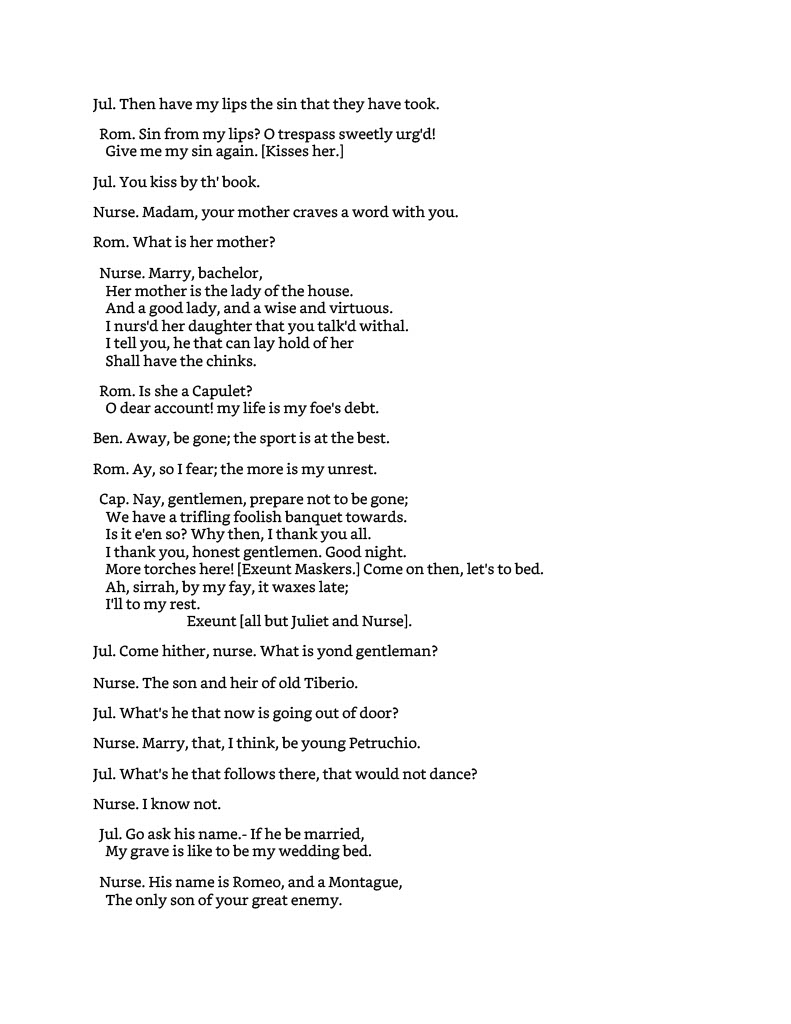 Jul. Then have my lips the sin that they have took.
Rom. Sin from my lips? O trespass sweetly urg'd!
Give me my sin again. [Kisses her.]
Jul. You kiss by th' book.
Nurse. Madam, your mother craves a word with you.
Rom. What is her mother?
Nurse. Marry, bachelor,
Her mother is the lady of the house.
And a good lady, and a wise and virtuous.
I nurs'd her daughter that you talk'd withal.
I tell you, he that can lay hold of her
Shall have the chinks.
Rom. Is she a Capulet?
O dear account! my life is my foe's debt.
Ben. Away, be gone; the sport is at the best.
Rom. Ay, so I fear; the more is my unrest.
Cap. Nay, gentlemen, prepare not to be gone;
We have a trifling foolish banquet towards.
Is it e'en so? Why then, I thank you all.
I thank you, honest gentlemen. Good night.
More torches here! [Exeunt Maskers.] Come on then, let's to bed.
Ah, sirrah, by my fay, it waxes late;
I'll to my rest.
Exeunt [all but Juliet and Nurse].
Jul. Come hither, nurse. What is yond gentleman?
Nurse. The son and heir of old Tiberio.
Jul. What's he that now is going out of door?
Nurse. Marry, that, I think, be young Petruchio.
Jul. What's he that follows there, that would not dance?
Nurse. I know not.
Jul. Go ask his name.- If he be married,
My grave is like to be my wedding bed.
Nurse. His name is Romeo, and a Montague,
The only son of your great enemy.